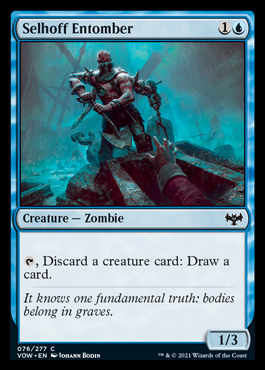 Selhoff Entomber 1
Creature — Zombie
, Discard a creature card: Draw a
card.
It knows one fundamental truth: bodies
belong in graves.
1/3
076/277 C
VOW • EN Johann Bodin
™ & © 2021 Wizards of the Coast